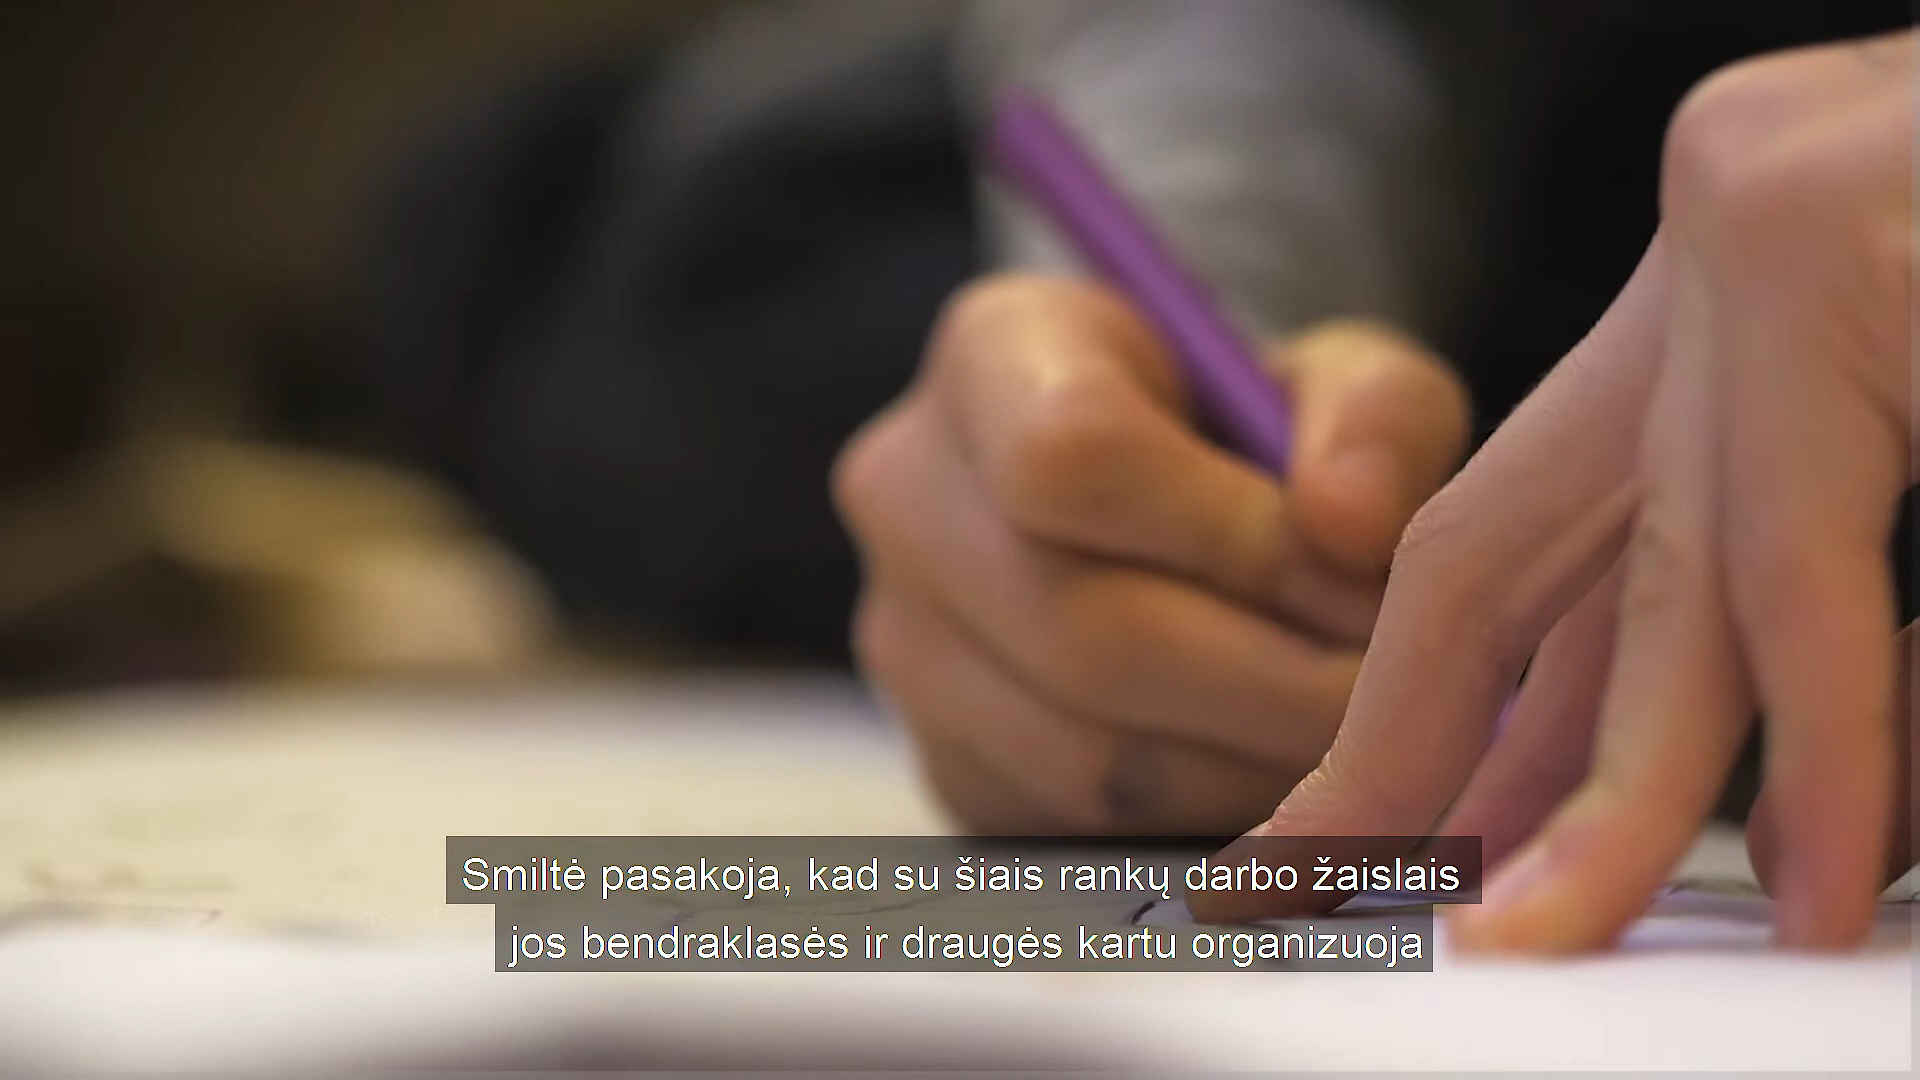 Smiltė pasakoja, kad su šiais rankų darbo žaislais
jos bendraklasės ir draugės kartu organizuoja